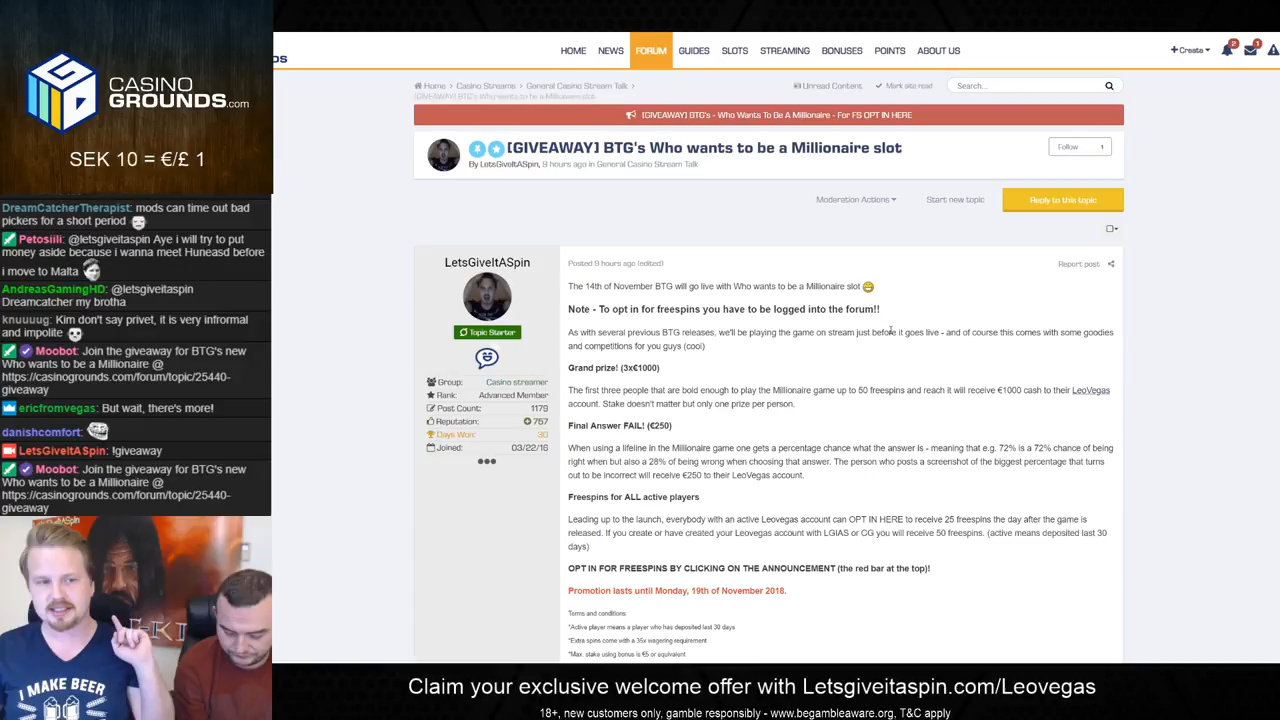 CASINO
GROUNDS.com
SEK 10 = €/£ 1
DreamCatcherTherapist: can time out ad
pickers for a short period
Petosiili: @letsgiveitaspin Aye i will try to put
money aside because i wanna met Huesand before
i move to Malta
AndreasGamingHD: @letsgiveitaspin
Dreamcatcher my brotha
knuuuuuw: Kim don't say the pivot, it is very informal
and impolite
Moobot: Join the giveaway for BTG's new
Who wants to be a Millionaire @
https://casinogrounds.com/forum/topic/25440-
giveaway
ericfromvegas: But wait, there's more!
danishcomfort:
LetsGiveItASpin: !giveaway
Moobot: Join the giveaway for BTG's new
Who wants to be a Millionaire @
https://casinogrounds.com/forum/topic/25440-
giveaway
I MAKE BEER
DS
HOME NEWS FORUM GUIDES SLOTS STREAMING BONUSES POINTS ABOUT US
+ Create 2 1
Home > Casino Streams > General Casino Stream Talk >
[GIVEAWAY] BTG's Who wants to be a Millionaire slot
Unread Content Mark site read Search...
[GIVEAWAY] BTG's - Who Wants To Be A Millionaire - For FS OPT IN HERE
[GIVEAWAY] BTG's Who wants to be a Millionaire slot
By LetsGiveItASpin, 9 hours ago in General Casino Stream Talk
Follow 1
Moderation Actions Start new topic Reply to this topic
LetsGiveItASpin
Topic Starter
Group: Casino streamer
Rank: Advanced Member
Post Count: 1179
Reputation: 757
Days Won: 30
Joined: 03/22/16
Posted 9 hours ago (edited)
Report post
The 14th of November BTG will go live with Who wants to be a Millionaire slot
Note - To opt in for freespins you have to be logged into the forum!!
As with several previous BTG releases, we'll be playing the game on stream just before it goes live - and of course this comes with some goodies
and competitions for you guys (cool)
Grand prize! (3x€1000)
The first three people that are bold enough to play the Millionaire game up to 50 freespins and reach it will receive €1000 cash to their LeoVegas
account. Stake doesn't matter but only one prize per person.
Final Answer FAIL! (€250)
When using a lifeline in the Millionaire game one gets a percentage chance what the answer is - meaning that e.g. 72% is a 72% chance of being
right when but also a 28% of being wrong when choosing that answer. The person who posts a screenshot of the biggest percentage that turns
out to be incorrect will receive €250 to their LeoVegas account.
Freespins for ALL active players
Leading up to the launch, everybody with an active Leovegas account can OPT IN HERE to receive 25 freespins the day after the game is
released. If you create or have created your Leovegas account with LGIAS or CG you will receive 50 freespins. (active means deposited last 30
days)
OPT IN FOR FREESPINS BY CLICKING ON THE ANNOUNCEMENT (the red bar at the top)!
Promotion lasts until Monday, 19th of November 2018.
Terms and conditions:
*Active player means a player who has deposited last 30 days
*Extra spins come with a 35x wagering requirement
*Max. stake using bonus is €5 or equivalent
Claim your exclusive welcome offer with Letsgiveitaspin.com/Leovegas
18+, new customers only, gamble responsibly - www.begambleaware.org, T&C apply